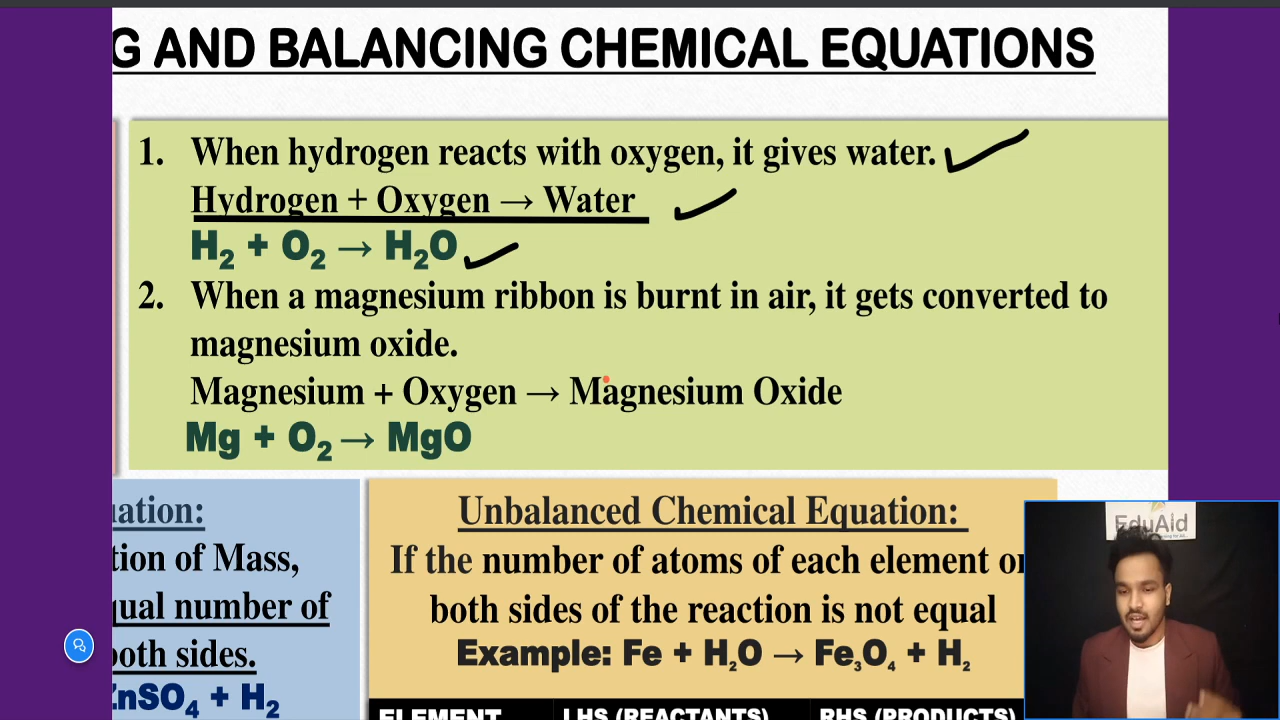 G AND BALANCING CHEMICAL EQUATIONS
1. When hydrogen reacts with oxygen, it gives water.
Hydrogen + Oxygen → Water
H₂ + O₂ → H₂O
2. When a magnesium ribbon is burnt in air, it gets converted to
magnesium oxide.
Magnesium + Oxygen → Magnesium Oxide
Mg + O₂ → MgO
uation:
tion of Mass,
qual number of
both sides.
ZnSO₄ + H₂
Unbalanced Chemical Equation:
If the number of atoms of each element on
both sides of the reaction is not equal
Example: Fe + H₂O → Fe₃O₄ + H₂
ELEMENT LHS (REACTANTS) RHS (PRODUCTS)
EduAid